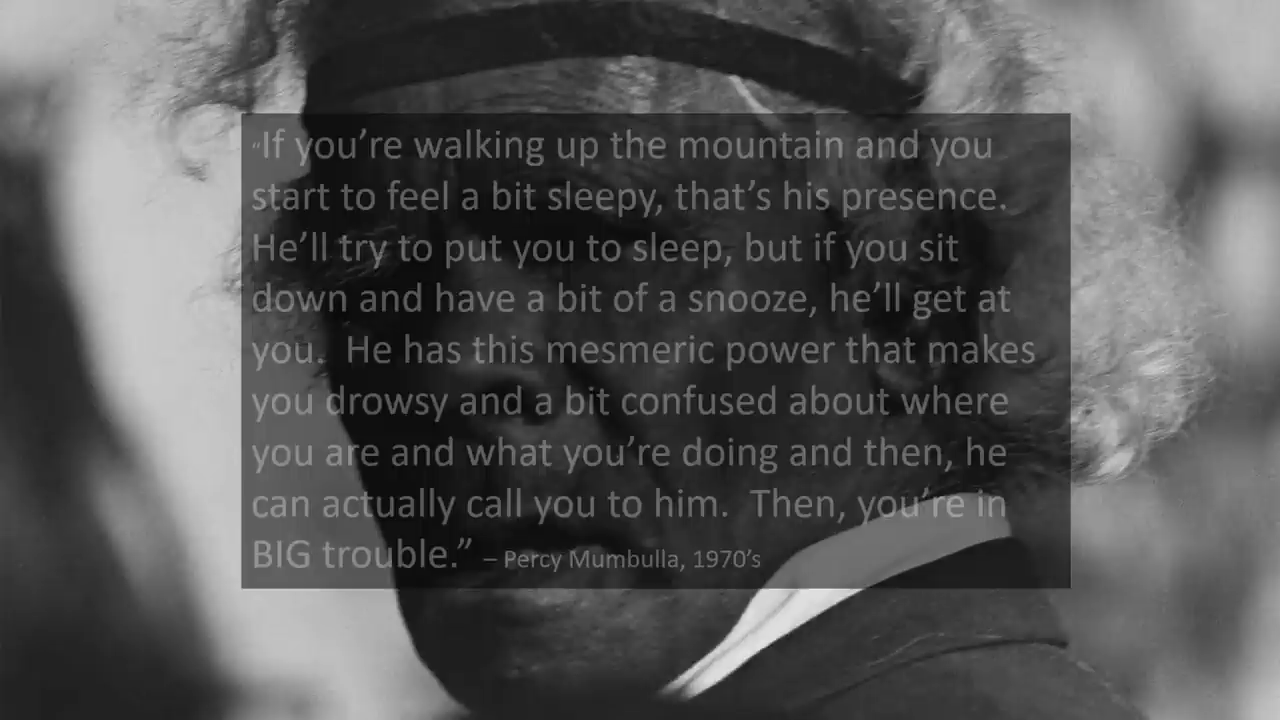 “If you’re walking up the mountain and you
start to feel a bit sleepy, that’s his presence.
He’ll try to put you to sleep, but if you sit
down and have a bit of a snooze, he’ll get at
you.  He has this mesmeric power that makes
you drowsy and a bit confused about where
you are and what you’re doing and then, he
can actually call you to him.  Then, you’re in
BIG trouble.” – Percy Mumbulla, 1970’s